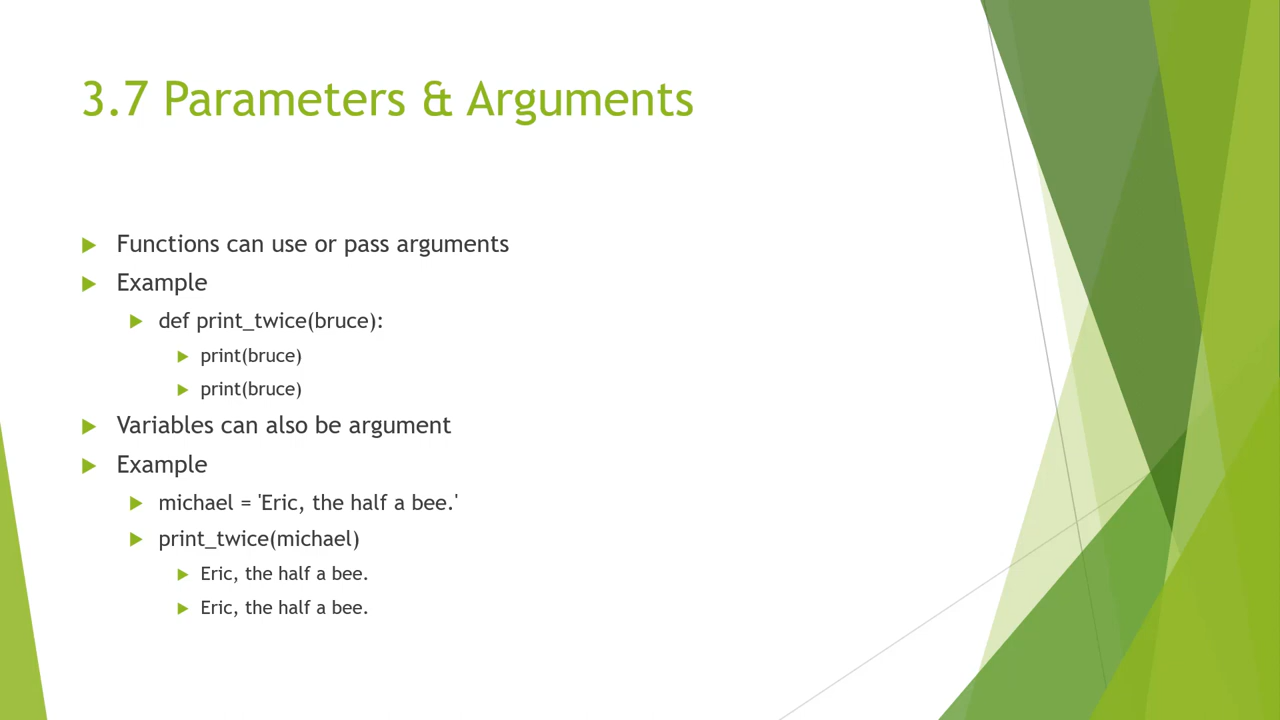 3.7 Parameters & Arguments
Functions can use or pass arguments
Example
def print_twice(bruce):
print(bruce)
print(bruce)
Variables can also be argument
Example
michael = 'Eric, the half a bee.'
print_twice(michael)
Eric, the half a bee.
Eric, the half a bee.